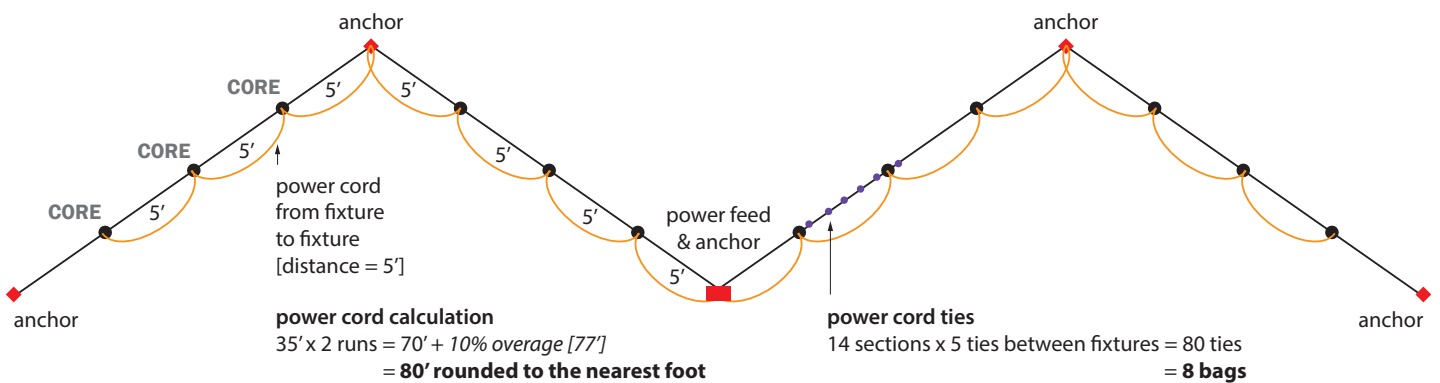 anchor
anchor
CORE
5'
5'
CORE
5'
5'
CORE
5'
power cord
from fixture
to fixture
[distance = 5']
5'
power feed
& anchor
5'
anchor
anchor
power cord calculation
35' x 2 runs = 70' + 10% overage [77']
= 80' rounded to the nearest foot
power cord ties
14 sections x 5 ties between fixtures = 80 ties
= 8 bags